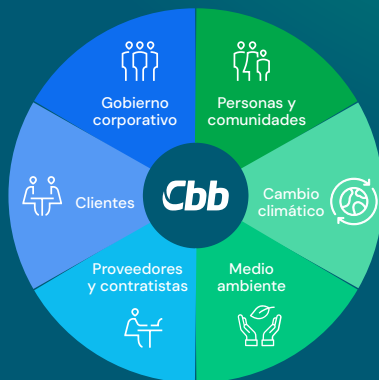 Gobierno
corporativo
Personas y
comunidades
Clientes
Cbb
Cambio
climático
Proveedores
y contratistas
Medio
ambiente